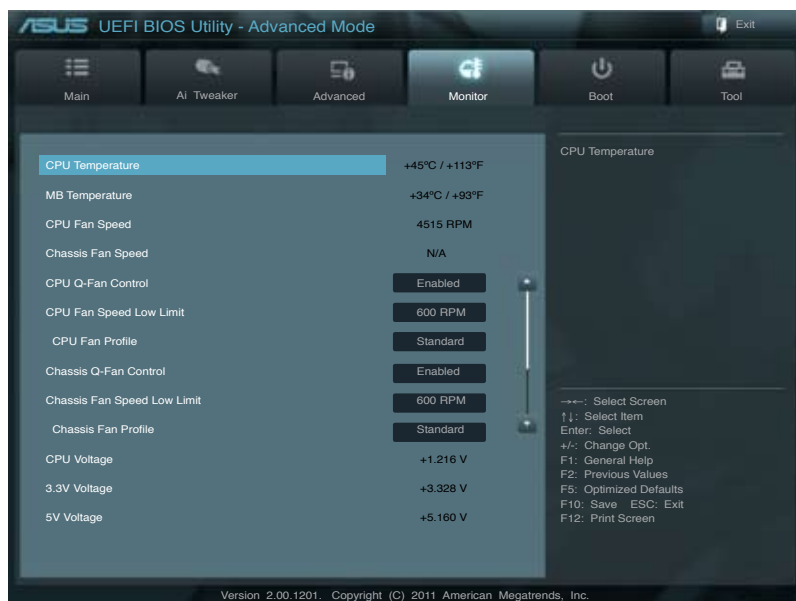 ASUS UEFI BIOS Utility - Advanced Mode
Exit
Main
Ai Tweaker
Advanced
Monitor
Boot
Tool
CPU Temperature +45ºC / +113ºF
MB Temperature +34ºC / +93ºF
CPU Fan Speed 4515 RPM
Chassis Fan Speed N/A
CPU Q-Fan Control Enabled
CPU Fan Speed Low Limit 600 RPM
CPU Fan Profile Standard
Chassis Q-Fan Control Enabled
Chassis Fan Speed Low Limit 600 RPM
Chassis Fan Profile Standard
CPU Voltage +1.216 V
3.3V Voltage +3.328 V
5V Voltage +5.160 V
CPU Temperature
→←: Select Screen
↑↓: Select Item
Enter: Select
+/-: Change Opt.
F1: General Help
F2: Previous Values
F5: Optimized Defaults
F10: Save ESC: Exit
F12: Print Screen
Version 2.00.1201. Copyright (C) 2011 American Megatrends, Inc.